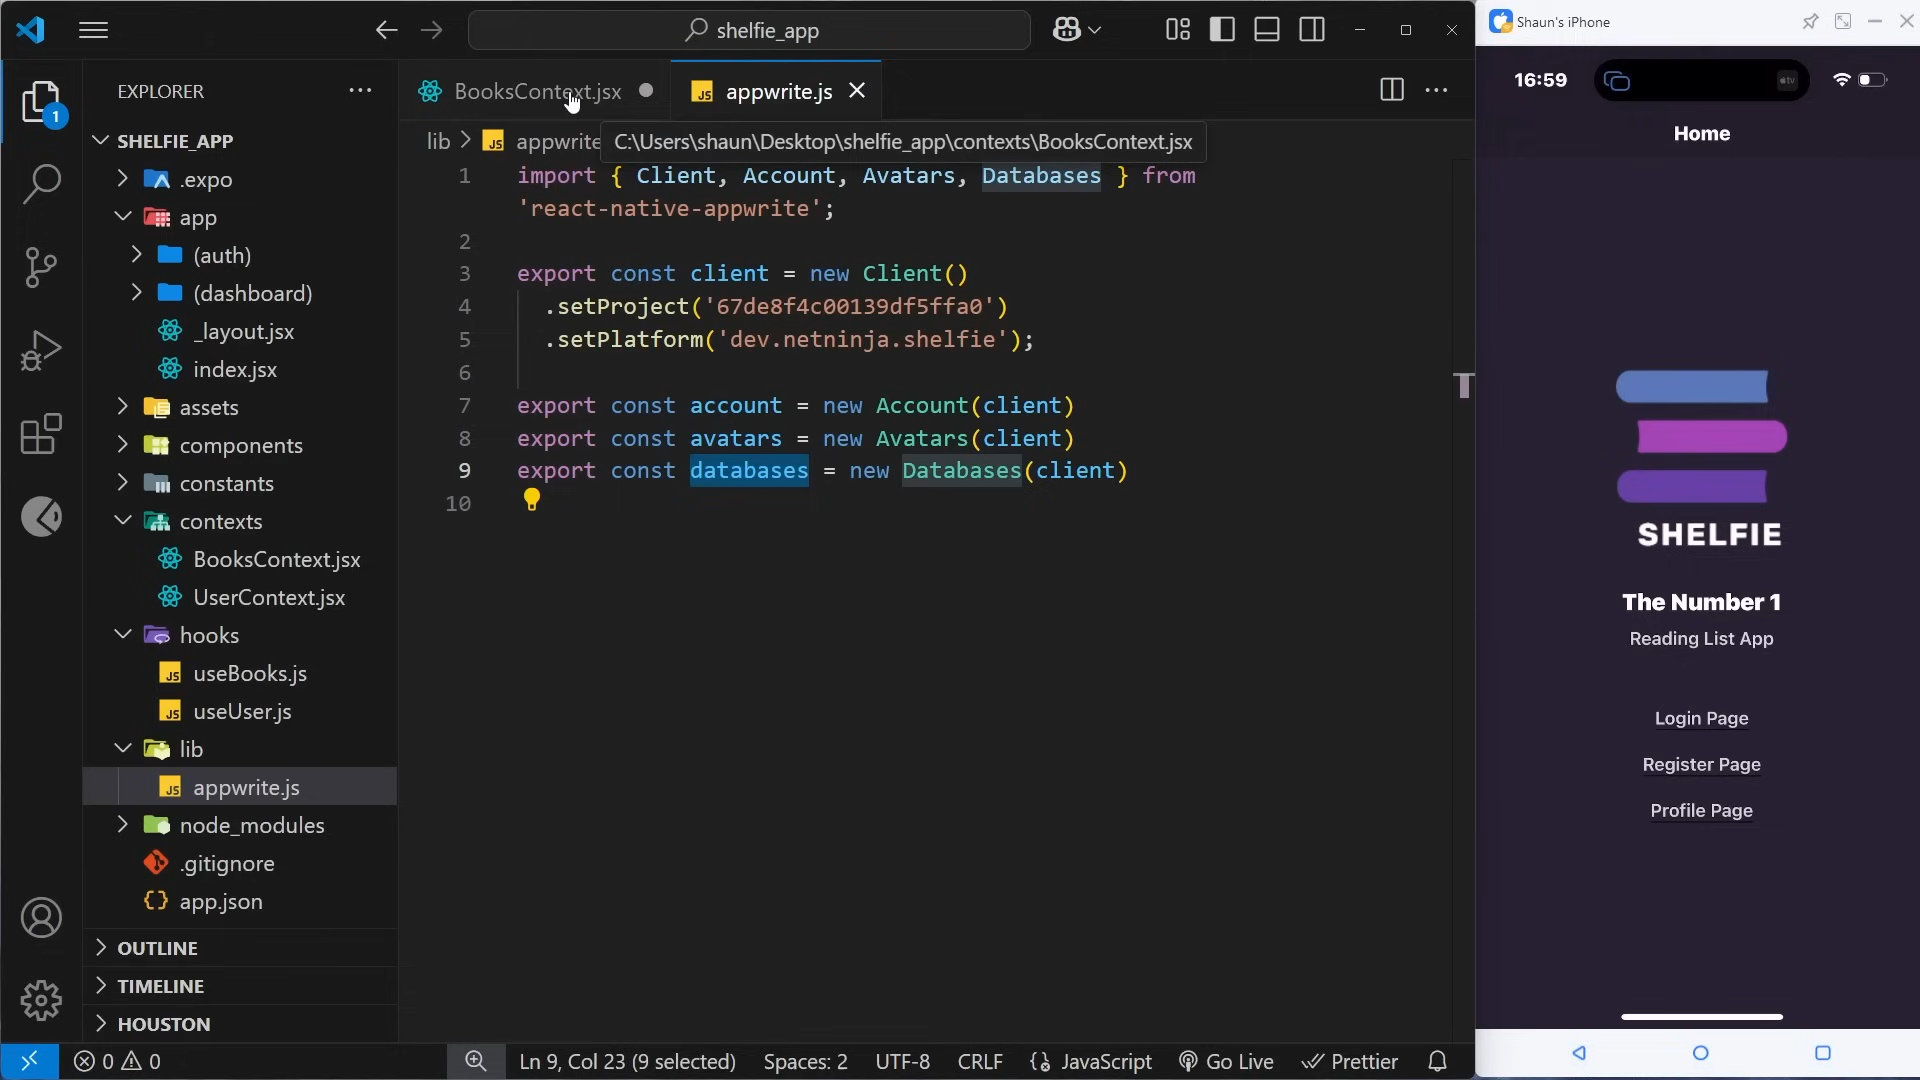 shelfie_app
EXPLORER
1
SHELFIE_APP
.expo
app
(auth)
(dashboard)
_layout.jsx
index.jsx
assets
components
constants
contexts
BooksContext.jsx
UserContext.jsx
hooks
useBooks.js
useUser.js
lib
appwrite.js
node_modules
.gitignore
app.json
OUTLINE
TIMELINE
HOUSTON
BooksContext.jsx
JS appwrite.js
lib > JS appwrite
C:\Users\shaun\Desktop\shelfie_app\contexts\BooksContext.jsx
1 import { Client, Account, Avatars, Databases } from
'react-native-appwrite';
2
3 export const client = new Client()
4 .setProject('67de8f4c00139df5ffa0')
5 .setPlatform('dev.netninja.shelfie');
6
7 export const account = new Account(client)
8 export const avatars = new Avatars(client)
9 export const databases = new Databases(client)
10
0 0
Ln 9, Col 23 (9 selected)
Spaces: 2
UTF-8
CRLF
{} JavaScript
Go Live
Prettier
Shaun's iPhone
16:59
tv
Home
SHELFIE
The Number 1
Reading List App
Login Page
Register Page
Profile Page